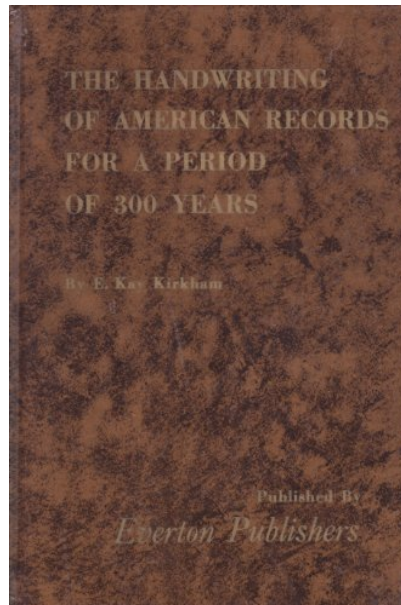 THE HANDWRITING
OF AMERICAN RECORDS
FOR A PERIOD
OF 300 YEARS
By E. Kay Kirkham
Published By
Everton Publishers